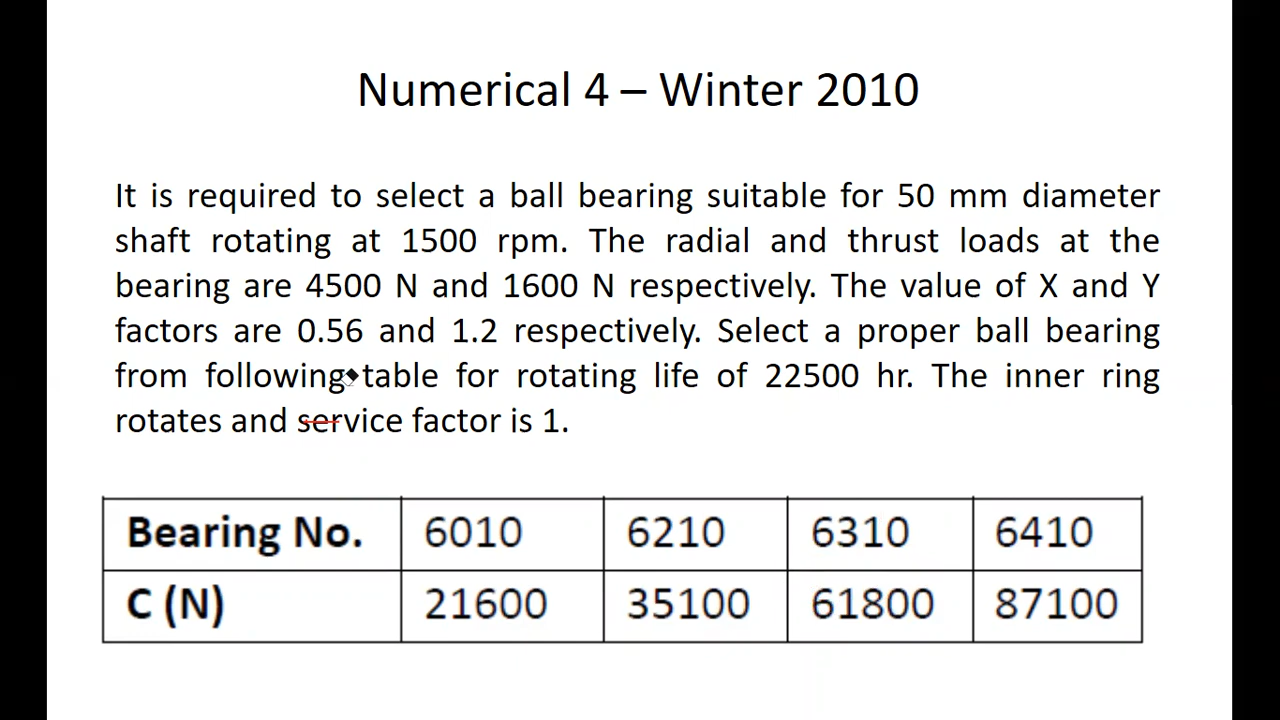 Numerical 4 – Winter 2010
It is required to select a ball bearing suitable for 50 mm diameter
shaft rotating at 1500 rpm. The radial and thrust loads at the
bearing are 4500 N and 1600 N respectively. The value of X and Y
factors are 0.56 and 1.2 respectively. Select a proper ball bearing
from following table for rotating life of 22500 hr. The inner ring
rotates and service factor is 1.
Bearing No. 6010 6210 6310 6410
C (N) 21600 35100 61800 87100